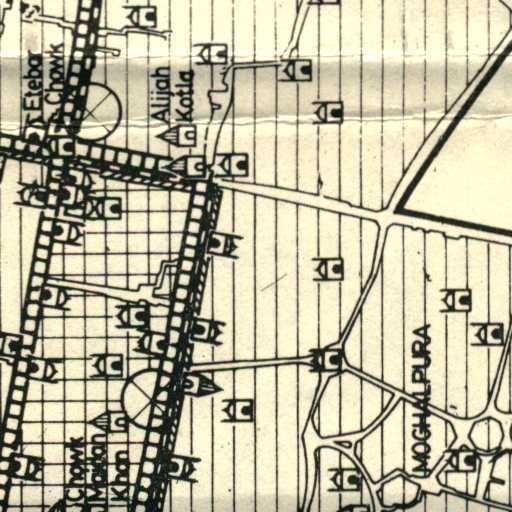 Etebar
Chowk
Chowk
Maidan
Khan
Alijah
Kotla
MOGHALPURA